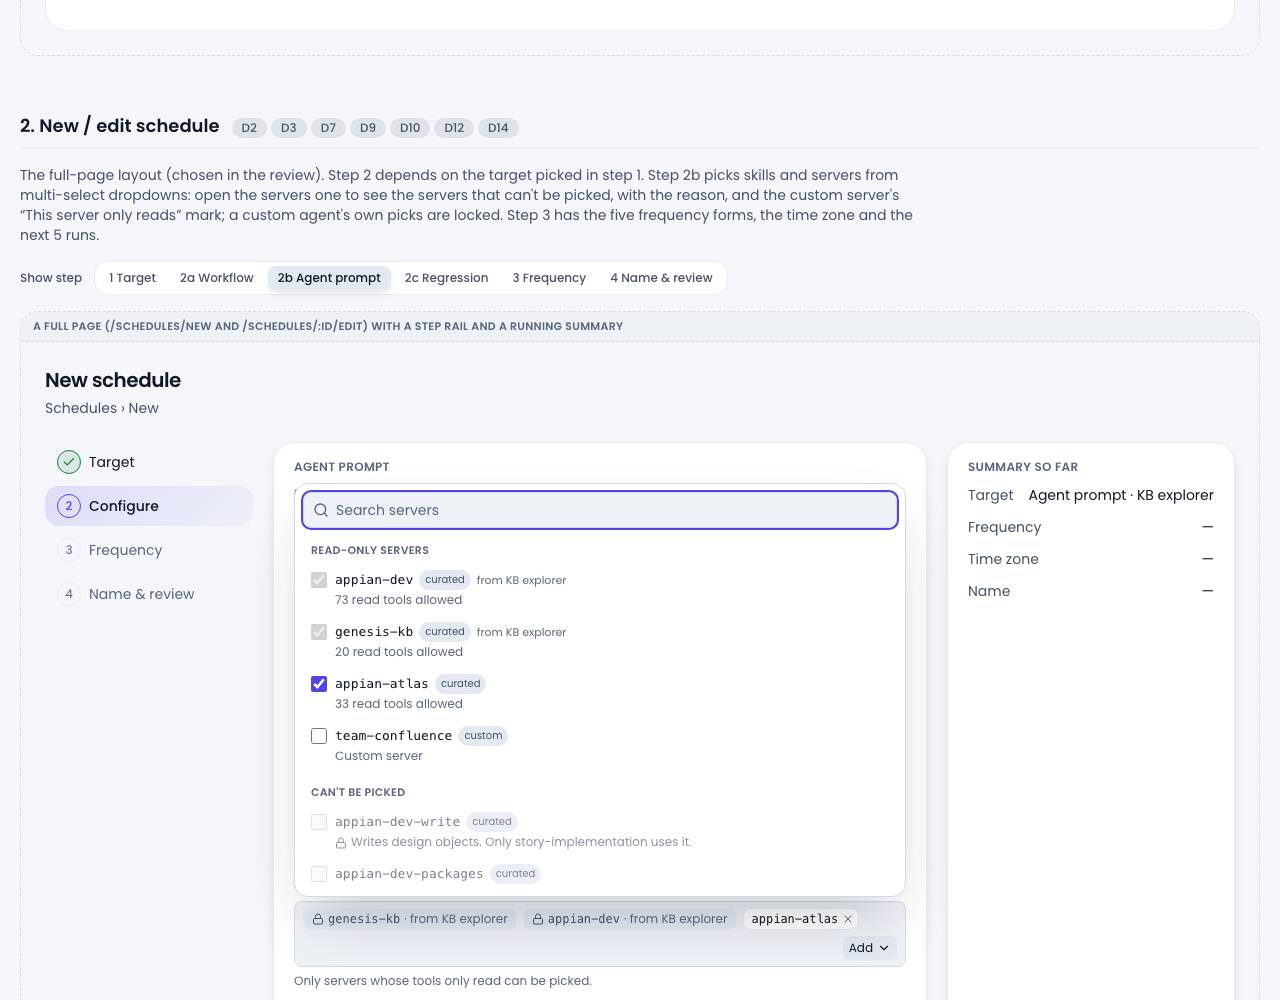 2. New / edit schedule D2 D3 D7 D9 D10 D12 D14
The full-page layout (chosen in the review). Step 2 depends on the target picked in step 1. Step 2b picks skills and servers from
multi-select dropdowns: open the servers one to see the servers that can't be picked, with the reason, and the custom server's
“This server only reads” mark; a custom agent's own picks are locked. Step 3 has the five frequency forms, the time zone and the
next 5 runs.
Show step 1 Target 2a Workflow 2b Agent prompt 2c Regression 3 Frequency 4 Name & review
A FULL PAGE (/SCHEDULES/NEW AND /SCHEDULES/:ID/EDIT) WITH A STEP RAIL AND A RUNNING SUMMARY
New schedule
Schedules › New
Target
2 Configure
3 Frequency
4 Name & review
AGENT PROMPT
Search servers
READ-ONLY SERVERS
appian-dev curated from KB explorer
73 read tools allowed
genesis-kb curated from KB explorer
20 read tools allowed
appian-atlas curated
33 read tools allowed
team-confluence custom
Custom server
CAN'T BE PICKED
appian-dev-write curated
Writes design objects. Only story-implementation uses it.
appian-dev-packages curated
genesis-kb · from KB explorer appian-dev · from KB explorer appian-atlas ×
Add
Only servers whose tools only read can be picked.
SUMMARY SO FAR
Target Agent prompt · KB explorer
Frequency —
Time zone —
Name —